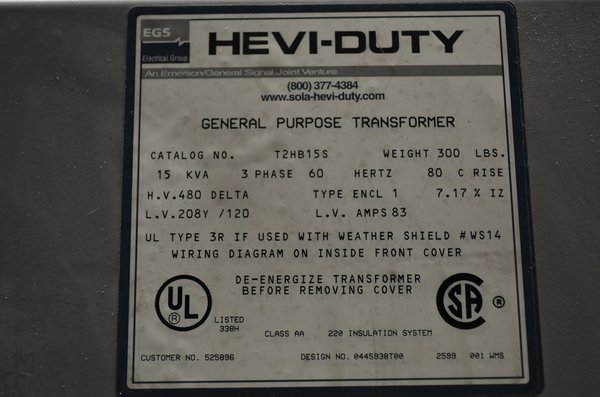 EGS
Electrical Group
HEVI-DUTY
An Emerson/General Signal Joint Venture
(800) 377-4384
www.sola-hevi-duty.com
GENERAL PURPOSE TRANSFORMER
CATALOG NO. T2HB15S WEIGHT 300 LBS.
15 KVA 3 PHASE 60 HERTZ 80 C RISE
H.V. 480 DELTA TYPE ENCL 1 7.17 % IZ
L.V. 208Y /120 L.V. AMPS 83
UL TYPE 3R IF USED WITH WEATHER SHIELD # WS14
WIRING DIAGRAM ON INSIDE FRONT COVER
DE-ENERGIZE TRANSFORMER
BEFORE REMOVING COVER
UL ® LISTED 338H
CSA ®
CLASS AA 220 INSULATION SYSTEM
CUSTOMER NO. 525896 DESIGN NO. 0445938T00 2599 001 WMS